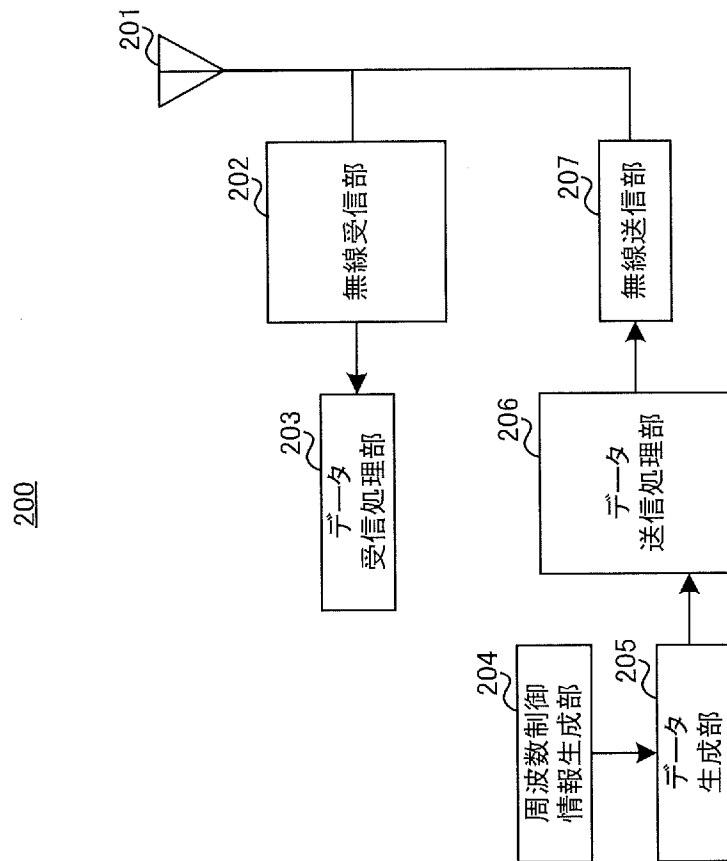 200
201
202
無線受信部
203
データ
受信処理部
204
周波数制御
情報生成部
205
データ
生成部
206
データ
送信処理部
207
無線送信部